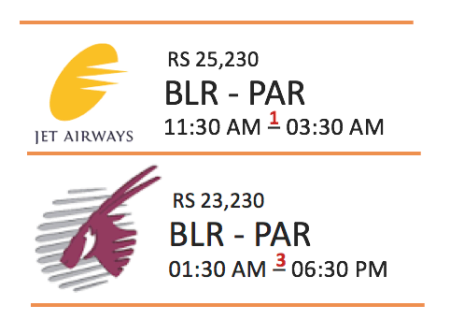 RS 25,230
BLR - PAR
JET AIRWAYS
11:30 AM 1 – 03:30 AM
RS 23,230
BLR - PAR
01:30 AM 3 – 06:30 PM